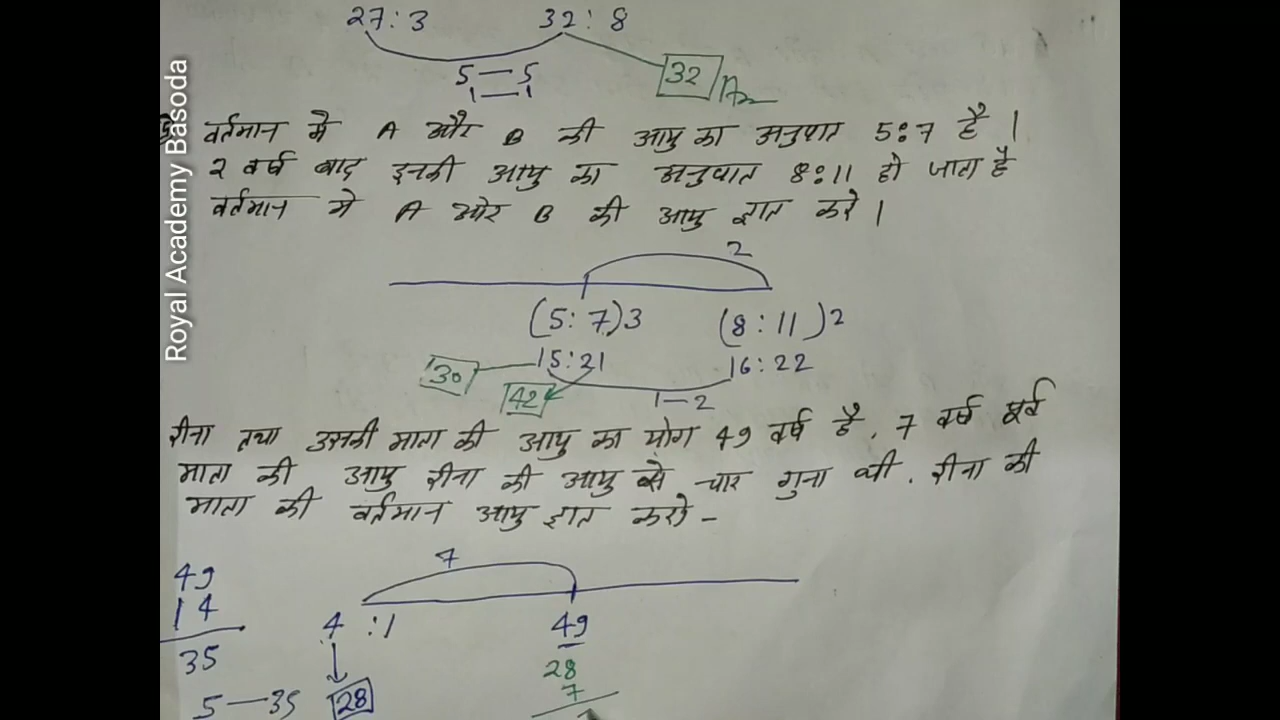 27:3 32:8
5—5 32 Ans
1—1
वर्तमान मे A और B की आयु का अनुपात 5:7 है |
2 वर्ष बाद इनकी आयु का अनुपात 8:11 हो जाता है
वर्तमान मे A ओर B की आयु ज्ञात करे |
2
(5:7)3 (8:11)2
30 15:21 16:22
42 1—2
रीना तथा उसकी माता की आयु का योग 49 वर्ष है, 7 वर्ष पूर्व
माता की आयु रीना की आयु से चार गुना थी. रीना की
माता की वर्तमान आयु ज्ञात करो -
7
49
14 4:1 49
35 28
5—35 28 7
Royal Academy Basoda